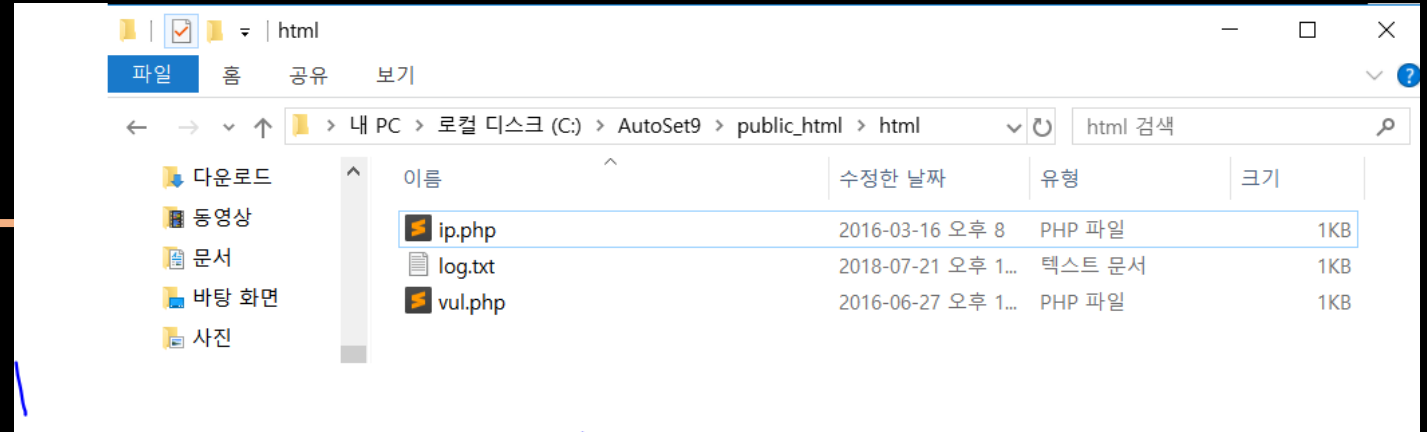 html
파일 홈 공유 보기
내 PC > 로컬 디스크 (C:) > AutoSet9 > public_html > html
html 검색
이름 수정한 날짜 유형 크기
다운로드
동영상
문서
바탕 화면
사진
ip.php 2016-03-16 오후 8 PHP 파일 1KB
log.txt 2018-07-21 오후 1... 텍스트 문서 1KB
vul.php 2016-06-27 오후 1... PHP 파일 1KB